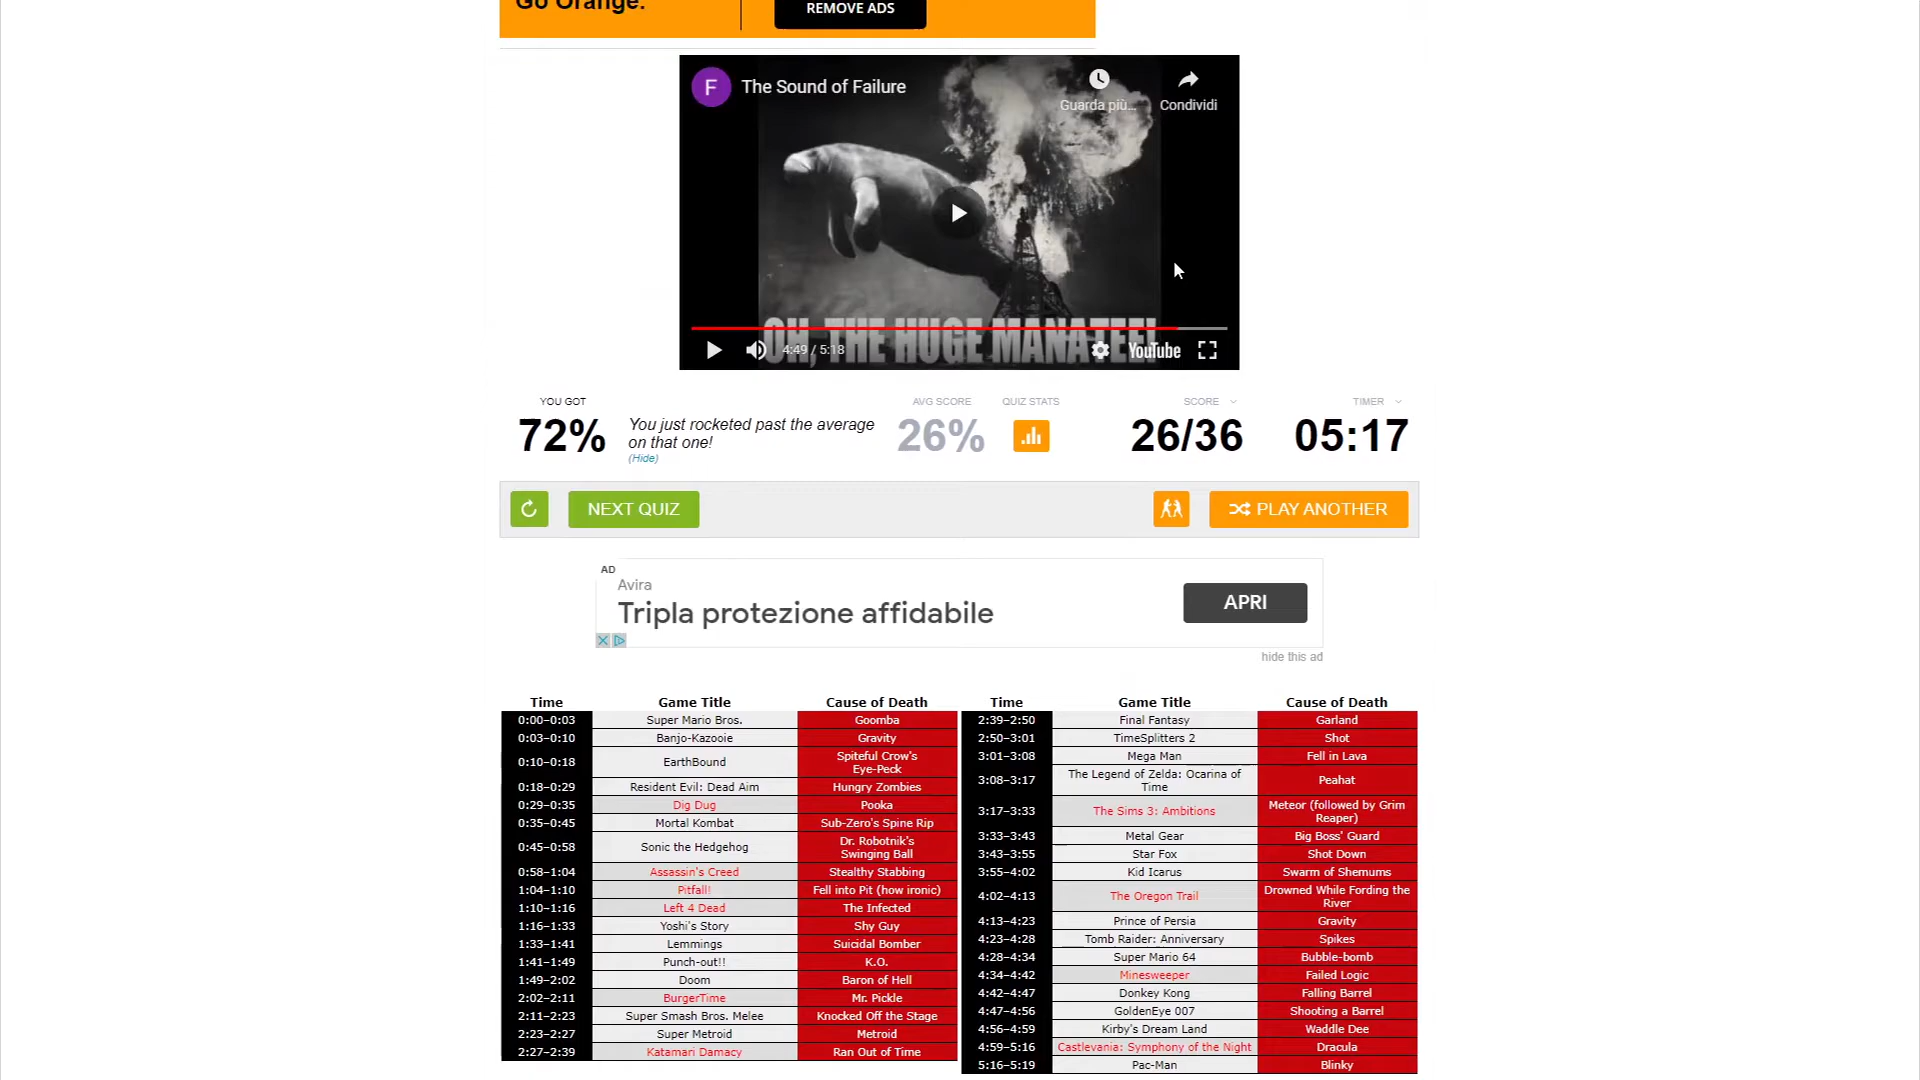 Go Orange.
REMOVE ADS
F
The Sound of Failure
Guarda più...
Condividi
OH, THE HUGE MANATEE!
4:49 / 5:18
YouTube
YOU GOT
AVG SCORE
QUIZ STATS
SCORE
TIMER
72%
You just rocketed past the average
on that one!
(Hide)
26%
26/36
05:17
NEXT QUIZ
PLAY ANOTHER
AD
Avira
Tripla protezione affidabile
APRI
hide this ad
Time Game Title Cause of Death
0:00–0:03 Super Mario Bros. Goomba
0:03–0:10 Banjo-Kazooie Gravity
0:10–0:18 EarthBound Spiteful Crow's
Eye-Peck
0:18–0:29 Resident Evil: Dead Aim Hungry Zombies
0:29–0:35 Dig Dug Pooka
0:35–0:45 Mortal Kombat Sub-Zero's Spine Rip
0:45–0:58 Sonic the Hedgehog Dr. Robotnik's
Swinging Ball
0:58–1:04 Assassin's Creed Stealthy Stabbing
1:04–1:10 Pitfall! Fell into Pit (how ironic)
1:10–1:16 Left 4 Dead The Infected
1:16–1:33 Yoshi's Story Shy Guy
1:33–1:41 Lemmings Suicidal Bomber
1:41–1:49 Punch-out!! K.O.
1:49–2:02 Doom Baron of Hell
2:02–2:11 BurgerTime Mr. Pickle
2:11–2:23 Super Smash Bros. Melee Knocked Off the Stage
2:23–2:27 Super Metroid Metroid
2:27–2:39 Katamari Damacy Ran Out of Time
Time Game Title Cause of Death
2:39–2:50 Final Fantasy Garland
2:50–3:01 TimeSplitters 2 Shot
3:01–3:08 Mega Man Fell in Lava
3:08–3:17 The Legend of Zelda: Ocarina of
Time Peahat
3:17–3:33 The Sims 3: Ambitions Meteor (followed by Grim
Reaper)
3:33–3:43 Metal Gear Big Boss' Guard
3:43–3:55 Star Fox Shot Down
3:55–4:02 Kid Icarus Swarm of Shemums
4:02–4:13 The Oregon Trail Drowned While Fording the
River
4:13–4:23 Prince of Persia Gravity
4:23–4:28 Tomb Raider: Anniversary Spikes
4:28–4:34 Super Mario 64 Bubble-bomb
4:34–4:42 Minesweeper Failed Logic
4:42–4:47 Donkey Kong Falling Barrel
4:47–4:56 GoldenEye 007 Shooting a Barrel
4:56–4:59 Kirby's Dream Land Waddle Dee
4:59–5:16 Castlevania: Symphony of the Night Dracula
5:16–5:19 Pac-Man Blinky